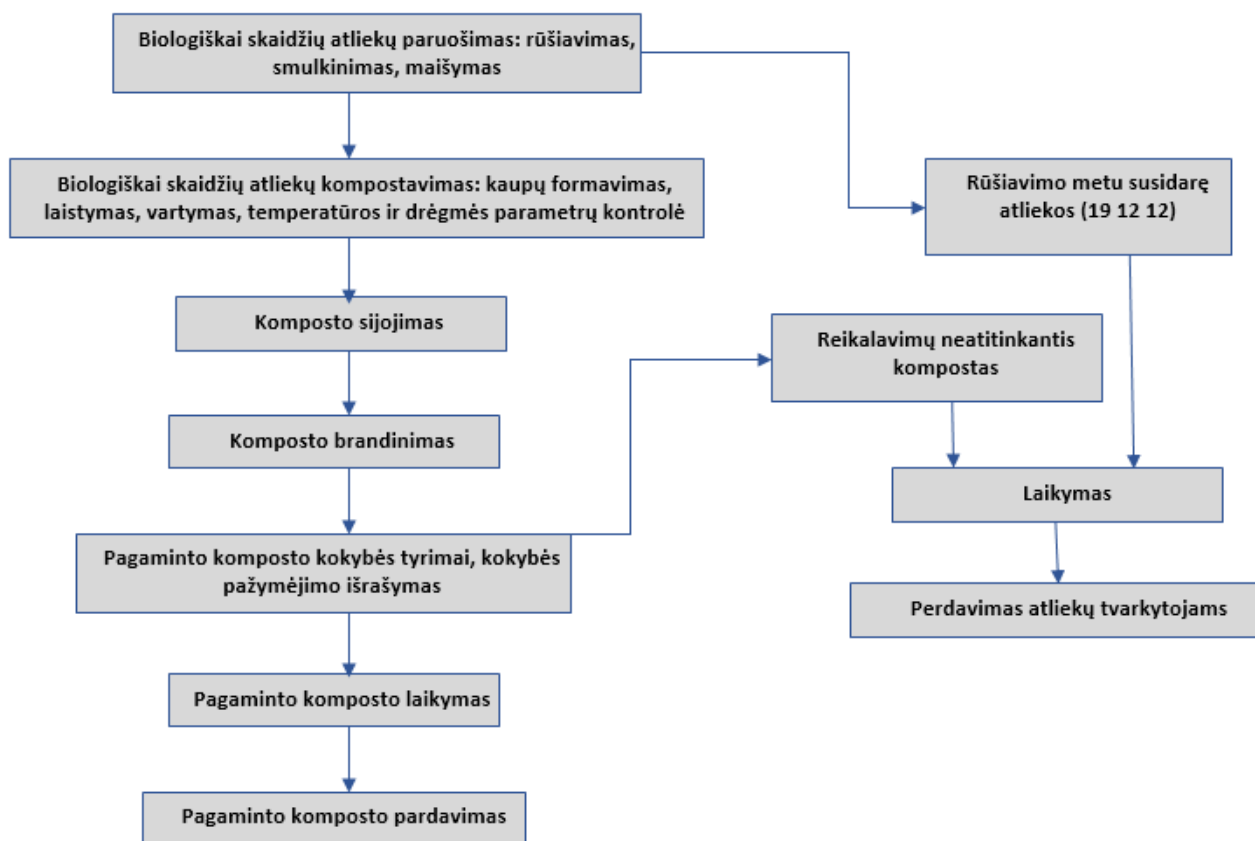 Biologiškai skaidžių atliekų paruošimas: rūšiavimas,
smulkinimas, maišymas
Biologiškai skaidžių atliekų kompostavimas: kaupų formavimas,
laistymas, vartymas, temperatūros ir drėgmės parametrų kontrolė
Rūšiavimo metu susidarę
atliekos (19 12 12)
Komposto sijojimas
Reikalavimų neatitinkantis
kompostas
Komposto brandinimas
Laikymas
Pagaminto komposto kokybės tyrimai, kokybės
pažymėjimo išrašymas
Perdavimas atliekų tvarkytojams
Pagaminto komposto laikymas
Pagaminto komposto pardavimas